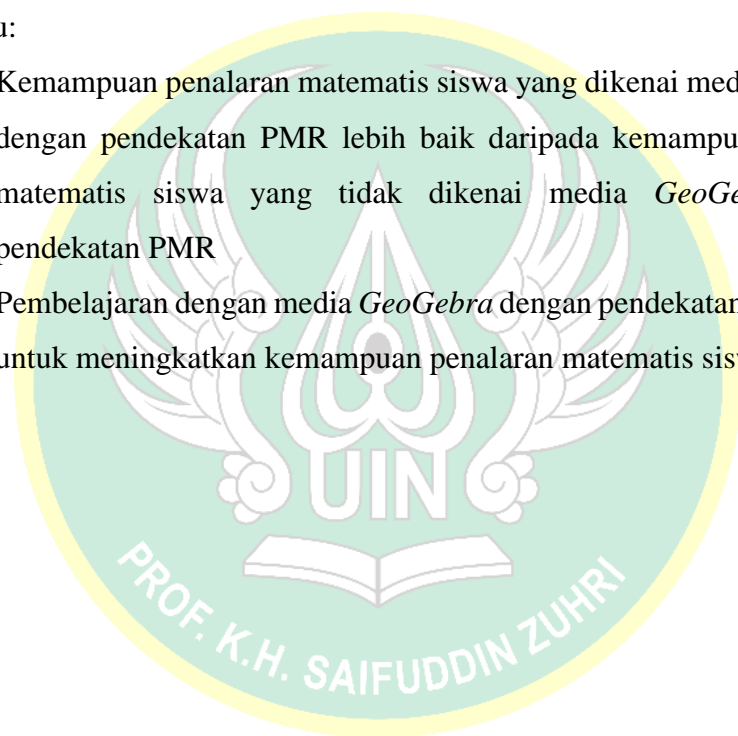 u:
Kemampuan penalaran matematis siswa yang dikenai med
dengan pendekatan PMR lebih baik daripada kemampu
matematis siswa yang tidak dikenai media GeoGe
pendekatan PMR
Pembelajaran dengan media GeoGebra dengan pendekatan
untuk meningkatkan kemampuan penalaran matematis sisw
UIN
PROF. K.H. SAIFUDDIN ZUHRI